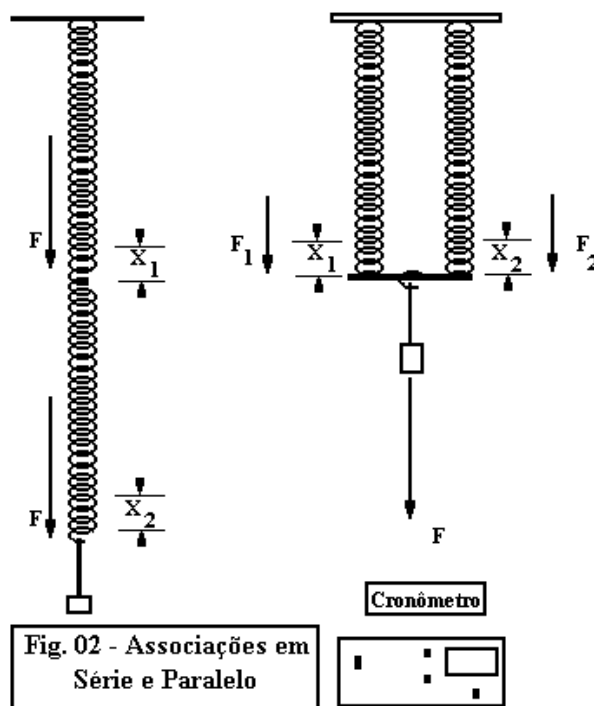 F
X1
F
X2
F1
X1
X2
F2
F
Cronômetro
Fig. 02 - Associações em
Série e Paralelo